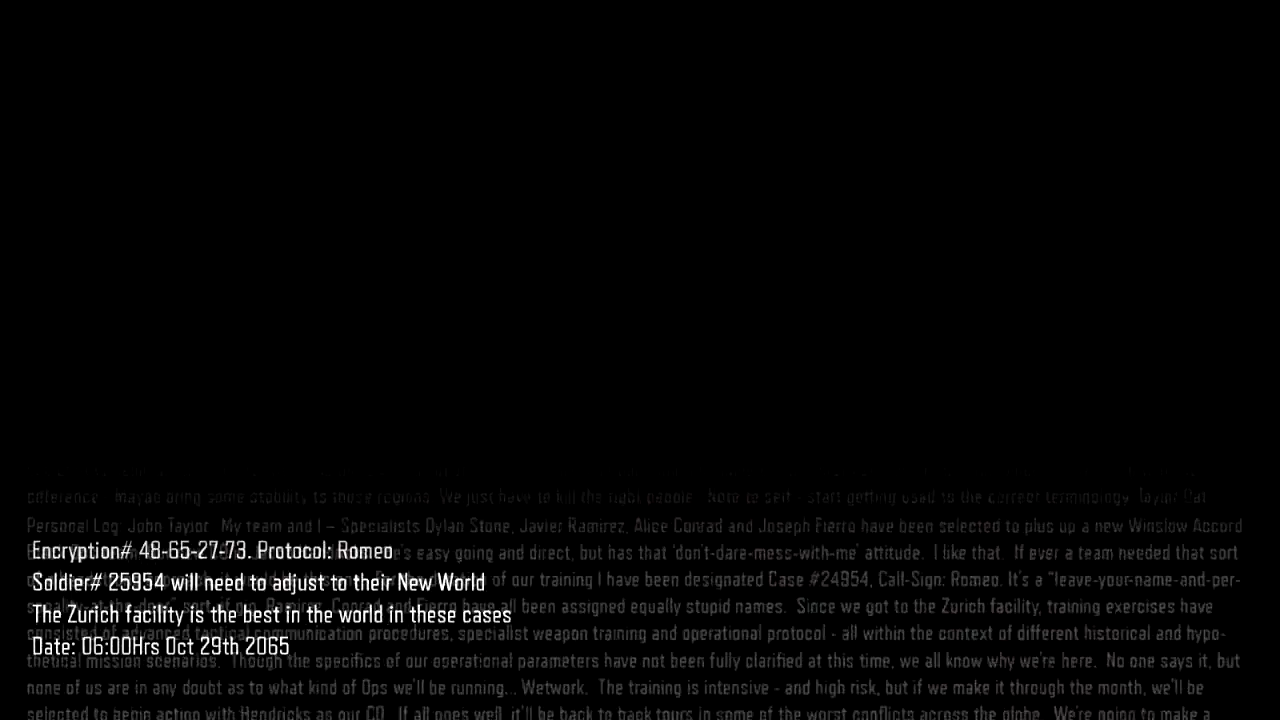 difference. Maybe bring some stability to those regions. We just have to kill the right people. Note to self - start getting used to the correct terminology. Taylor Out
Personal Log: John Taylor. My team and I – Specialists Dylan Stone, Javier Ramirez, Alice Conrad and Joseph Fierro have been selected to plus up a new Winslow Accord
Encryption# 48-65-27-73. Protocol: Romeo
easy going and direct, but has that 'don't-dare-mess-with-me' attitude. I like that. If ever a team needed that sort
Soldier# 25954 will need to adjust to their New World
of our training I have been designated Case #24954, Call-Sign: Romeo. It's a "leave-your-name-and-per-
The Zurich facility is the best in the world in these cases
all been assigned equally stupid names. Since we got to the Zurich facility, training exercises have
consisted of advanced tactical communication procedures, specialist weapon training and operational protocol - all within the context of different historical and hypo-
Date: 06:00Hrs Oct 29th 2065
thetical mission scenarios. Though the specifics of our operational parameters have not been fully clarified at this time, we all know why we're here. No one says it, but
none of us are in any doubt as to what kind of Ops we'll be running... Wetwork. The training is intensive - and high risk, but if we make it through the month, we'll be
selected to begin action with Hendricks as our CO. If all goes well, it'll be back to back tours in some of the worst conflicts across the globe. We're going to make a